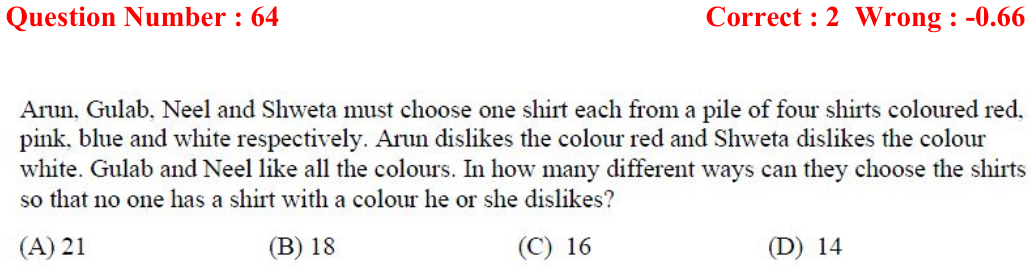 Question Number : 64 Correct : 2 Wrong : -0.66
Arun, Gulab, Neel and Shweta must choose one shirt each from a pile of four shirts coloured red,
pink, blue and white respectively. Arun dislikes the colour red and Shweta dislikes the colour
white. Gulab and Neel like all the colours. In how many different ways can they choose the shirts
so that no one has a shirt with a colour he or she dislikes?
(A) 21 (B) 18 (C) 16 (D) 14